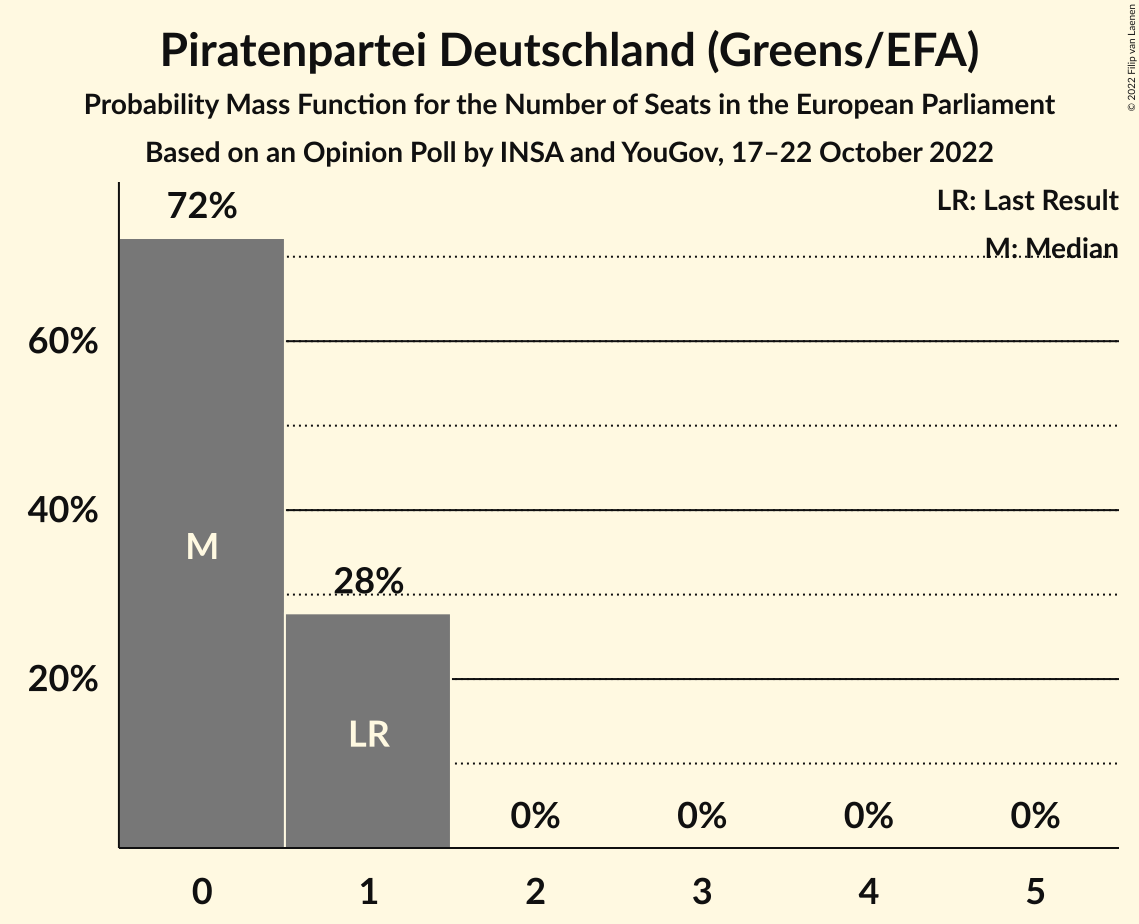 Piratenpartei Deutschland (Greens/EFA)
Probability Mass Function for the Number of Seats in the European Parliament
Based on an Opinion Poll by INSA and YouGov, 17–22 October 2022
© 2022 Filip van Laenen
LR: Last Result
M: Median
72%
60%
40%
20%
M
28%
LR
0% 0% 0% 0%
0 1 2 3 4 5